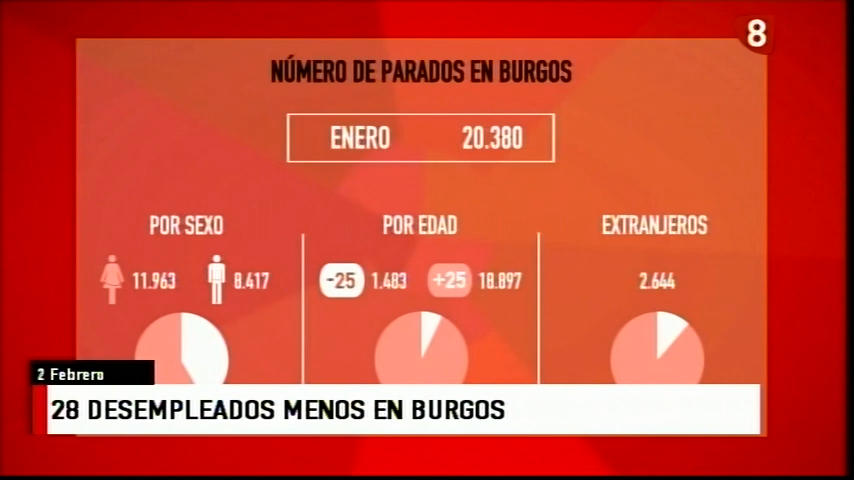 8
NÚMERO DE PARADOS EN BURGOS
ENERO 20.380
POR SEXO POR EDAD EXTRANJEROS
11.963 8.417 -25 1.483 +25 18.897 2.644
2 Febrero
28 DESEMPLEADOS MENOS EN BURGOS